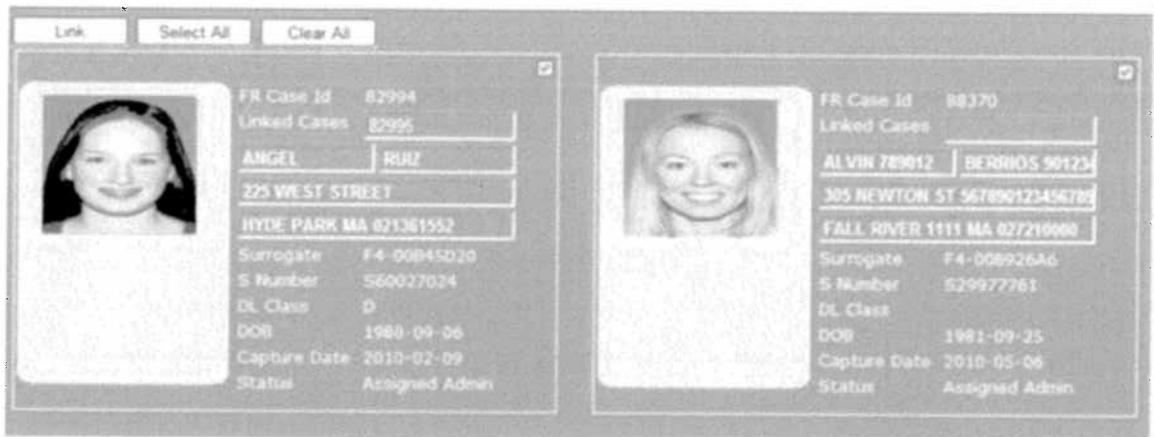 Link Select All Clear All
FR Case Id 82994
Linked Cases 82995
ANGEL RUIZ
225 WEST STREET
HYDE PARK MA 021361552
Surrogate F4-00B45D20
S Number S60027024
DL Class D
DOB 1980-09-06
Capture Date 2010-02-09
Status Assigned Admin
FR Case Id 88370
Linked Cases
ALVIN 789012 BERRIOS 901234
305 NEWTON ST 567890123456789
FALL RIVER 1111 MA 027210000
Surrogate F4-00B926A6
S Number S29977761
DL Class
DOB 1981-09-25
Capture Date 2010-05-06
Status Assigned Admin